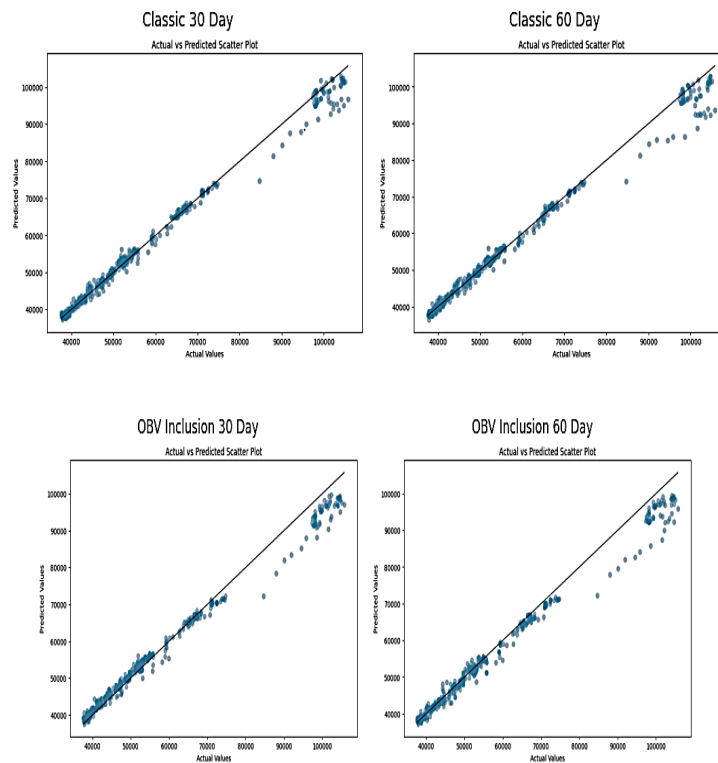 Classic 30 Day
Actual vs Predicted Scatter Plot
100000
90000
80000
70000
60000
50000
40000
Predicted Values
40000 50000 60000 70000 80000 90000 100000
Actual Values
Classic 60 Day
Actual vs Predicted Scatter Plot
100000
90000
80000
70000
60000
50000
40000
Predicted Values
40000 50000 60000 70000 80000 90000 100000
Actual Values
OBV Inclusion 30 Day
Actual vs Predicted Scatter Plot
100000
90000
80000
70000
60000
50000
40000
Predicted Values
40000 50000 60000 70000 80000 90000 100000
Actual Values
OBV Inclusion 60 Day
Actual vs Predicted Scatter Plot
100000
90000
80000
70000
60000
50000
40000
Predicted Values
40000 50000 60000 70000 80000 90000 100000
Actual Values